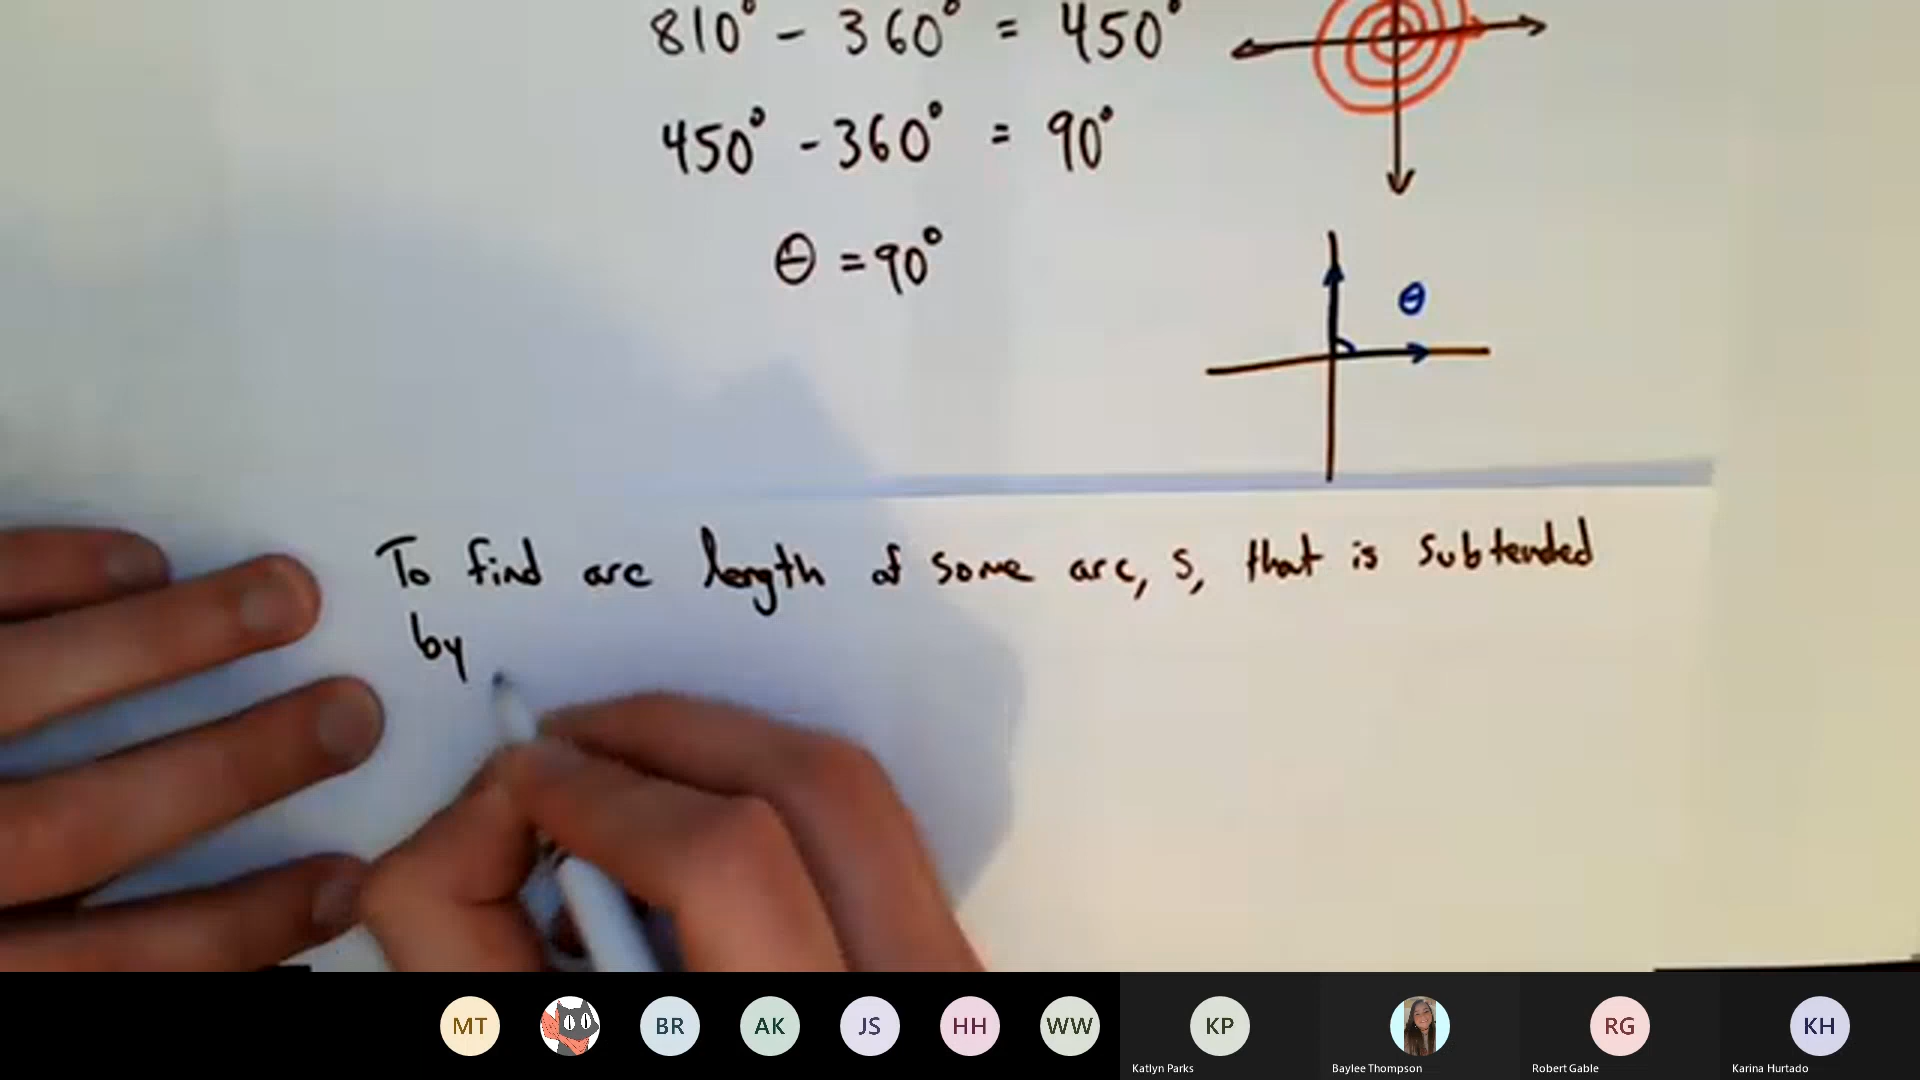 810° - 360° = 450°
450° - 360° = 90°
θ = 90°
θ
To find arc length of some arc, s, that is subtended
by
MT
BR
AK
JS
HH
WW
KP
RG
KH
Katlyn Parks
Baylee Thompson
Robert Gable
Karina Hurtado